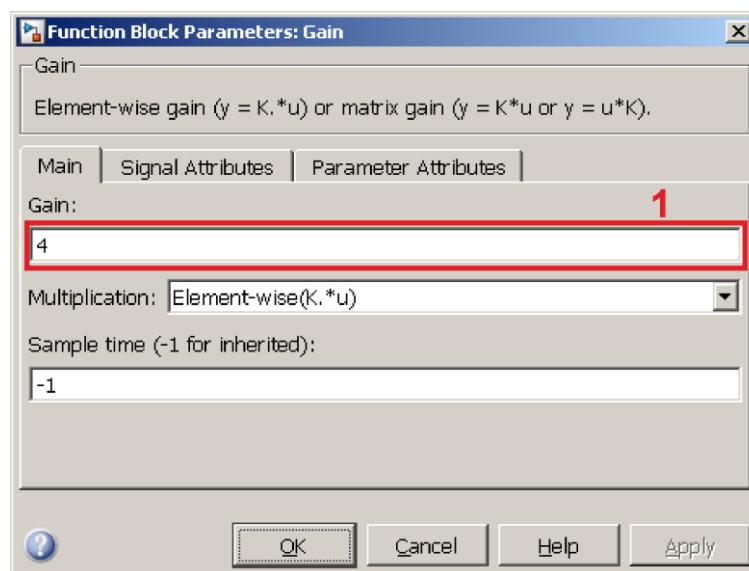 Function Block Parameters: Gain
Gain
Element-wise gain (y = K.*u) or matrix gain (y = K*u or y = u*K).
Main Signal Attributes Parameter Attributes
Gain: 1
4
Multiplication: Element-wise(K.*u)
Sample time (-1 for inherited):
-1
OK Cancel Help Apply